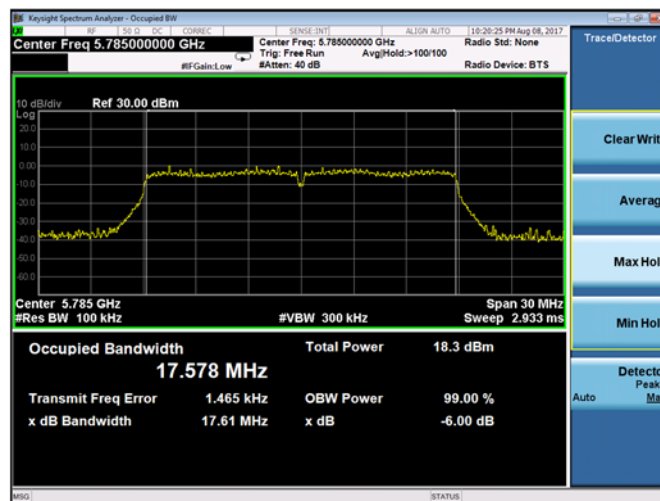 Keysight Spectrum Analyzer - Occupied BW
RF 50 Ω DC CORREC SENSE:INT ALIGN AUTO 10:20:25 PM Aug 08, 2017
Center Freq 5.785000000 GHz
Center Freq: 5.785000000 GHz
Radio Std: None
Trig: Free Run Avg|Hold:>100/100
#IFGain:Low
#Atten: 40 dB
Radio Device: BTS
Trace/Detector
10 dB/div Ref 30.00 dBm
Log
20.0
10.0
0.00
-10.0
-20.0
-30.0
-40.0
-50.0
-60.0
Clear Writ
Averag
Max Hol
Min Hol
Detecto
Peak
Auto Ma
Center 5.785 GHz
Span 30 MHz
#Res BW 100 kHz
#VBW 300 kHz
Sweep 2.933 ms
Occupied Bandwidth
17.578 MHz
Total Power 18.3 dBm
Transmit Freq Error 1.465 kHz
OBW Power 99.00 %
x dB Bandwidth 17.61 MHz
x dB -6.00 dB
MSG
STATUS